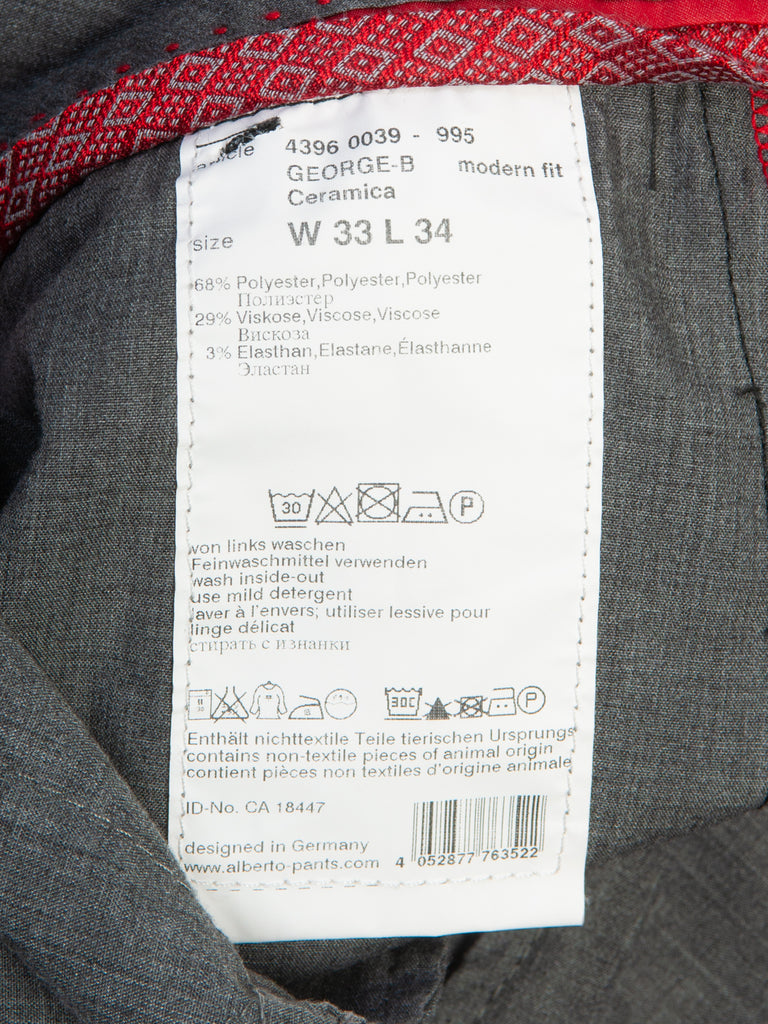 4396 0039 - 995
GEORGE-B modern fit
Ceramica
size W 33 L 34
68% Polyester,Polyester,Polyester
Полиэстер
29% Viskose,Viscose,Viscose
Вискоза
3% Elasthan,Elastane,Élasthanne
Эластан
30 P
von links waschen
Feinwaschmittel verwenden
wash inside-out
use mild detergent
laver à l'envers; utiliser lessive pour
linge délicat
стирать с изнанки
30C P
Enthält nichttextile Teile tierischen Ursprungs
contains non-textile pieces of animal origin
contient pièces non textiles d'origine animale
ID-No. CA 18447
designed in Germany
www.alberto-pants.com 4 052877 763522